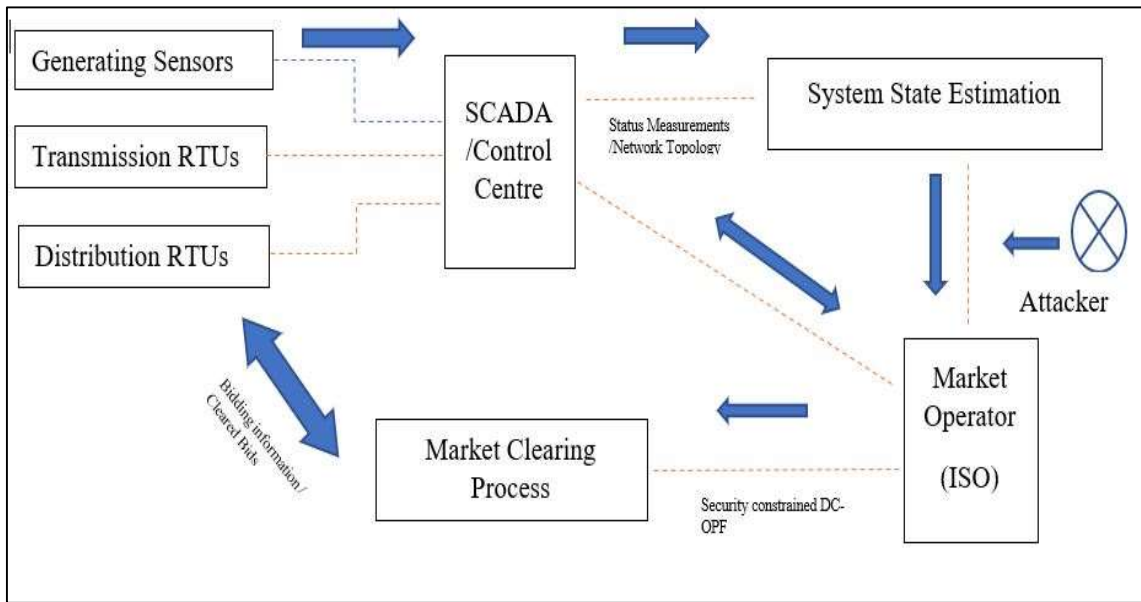 Generating Sensors
Transmission RTUs
Distribution RTUs
SCADA
/Control
Centre
Status Measurements
/Network Topology
System State Estimation
Attacker
Market
Operator
(ISO)
Security constrained DC-
OPF
Market Clearing
Process
Bidding information /
Cleared Bids